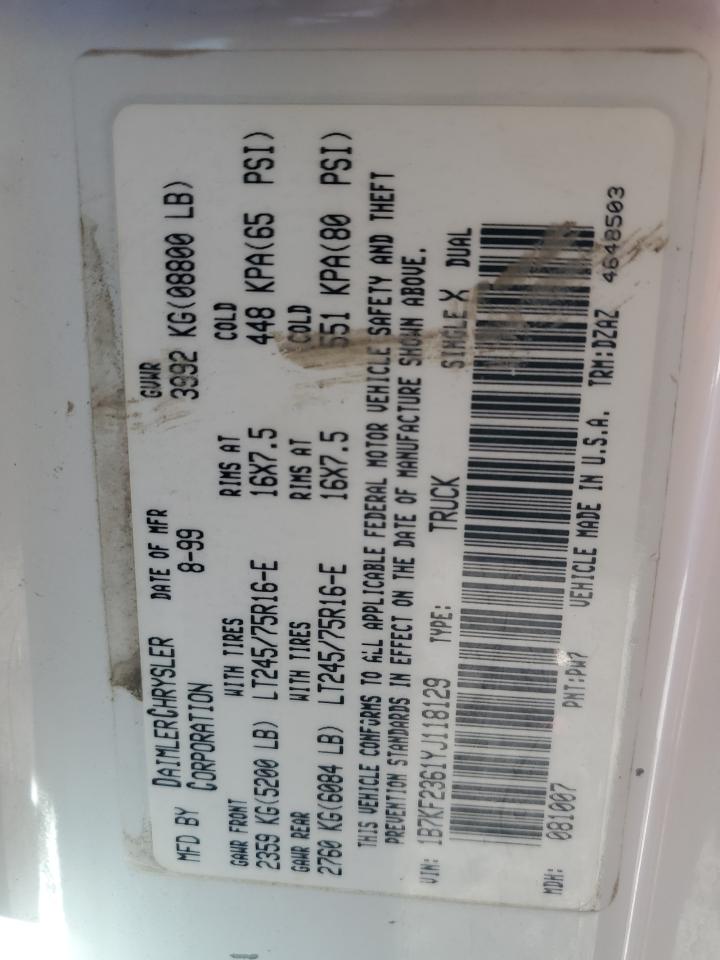 MFD BY DAIMLERCHRYSLER CORPORATION DATE OF MFR 8-99 GVWR 3992 KG(08800 LB)
GAWR FRONT WITH TIRES RIMS AT COLD
2359 KG(5200 LB) LT245/75R16-E 16X7.5 448 KPA(65 PSI)
GAWR REAR WITH TIRES RIMS AT COLD
2760 KG(6084 LB) LT245/75R16-E 16X7.5 551 KPA(80 PSI)
THIS VEHICLE CONFORMS TO ALL APPLICABLE FEDERAL MOTOR VEHICLE SAFETY AND THEFT
PREVENTION STANDARDS IN EFFECT ON THE DATE OF MANUFACTURE SHOWN ABOVE.
VIN: 1B7KF2361YJ118129 TYPE: TRUCK SINGLE X DUAL
MDH: 081007 PNT:PW7 VEHICLE MADE IN U.S.A. TRM:DZAZ 4648503